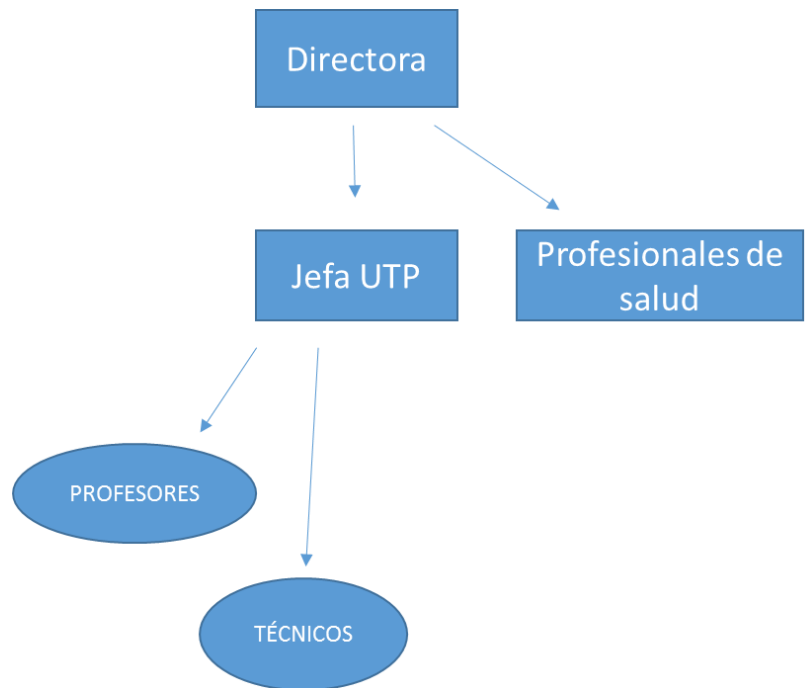 Directora
Jefa UTP
Profesionales de
salud
PROFESORES
TÉCNICOS